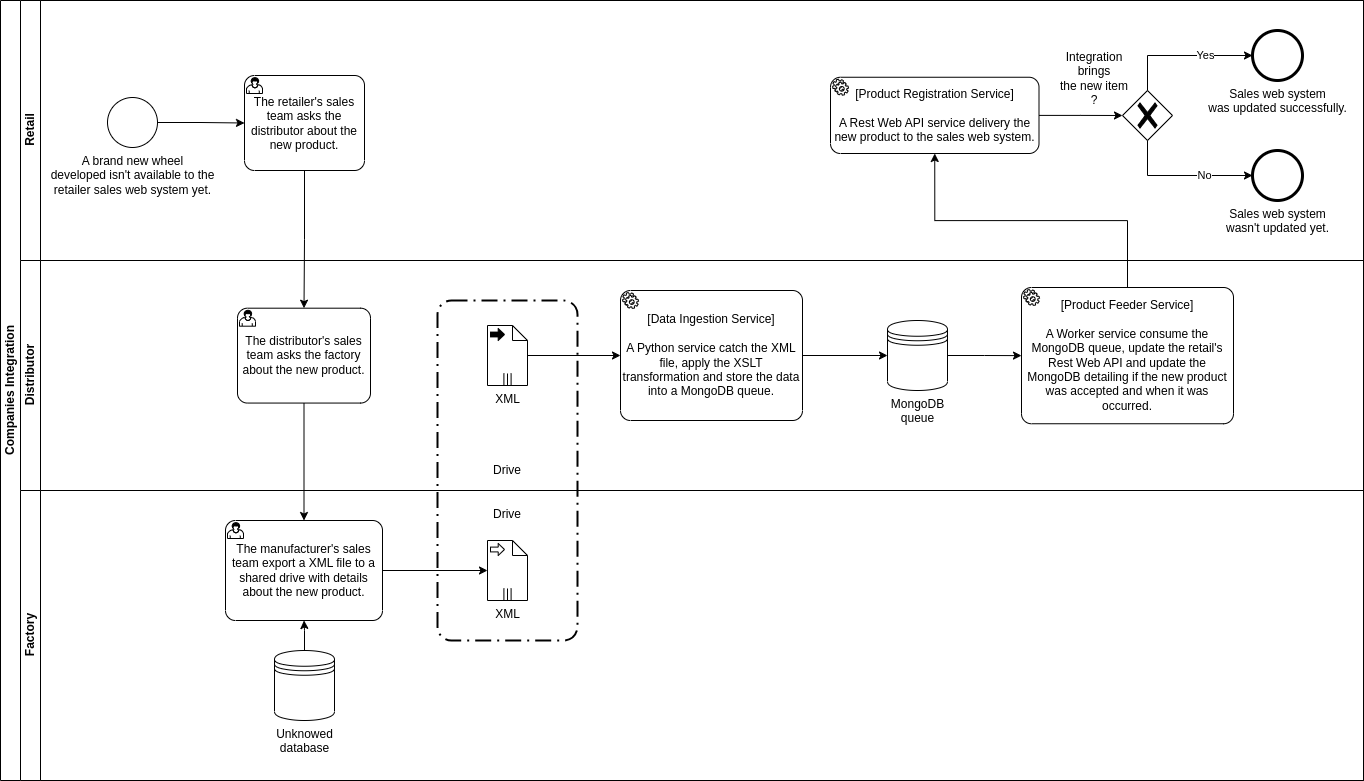 Companies Integration
Retail
A brand new wheel
developed isn't available to the
retailer sales web system yet.
The retailer's sales
team asks the
distributor about the
new product.
[Product Registration Service]
A Rest Web API service delivery the
new product to the sales web system.
Integration
brings
the new item
?
Yes
Sales web system
was updated successfully.
No
Sales web system
wasn't updated yet.
Distributor
The distributor's sales
team asks the factory
about the new product.
XML
Drive
[Data Ingestion Service]
A Python service catch the XML
file, apply the XSLT
transformation and store the data
into a MongoDB queue.
MongoDB
queue
[Product Feeder Service]
A Worker service consume the
MongoDB queue, update the retail's
Rest Web API and update the
MongoDB detailing if the new product
was accepted and when it was
occurred.
Factory
The manufacturer's sales
team export a XML file to a
shared drive with details
about the new product.
Drive
XML
Unknowed
database